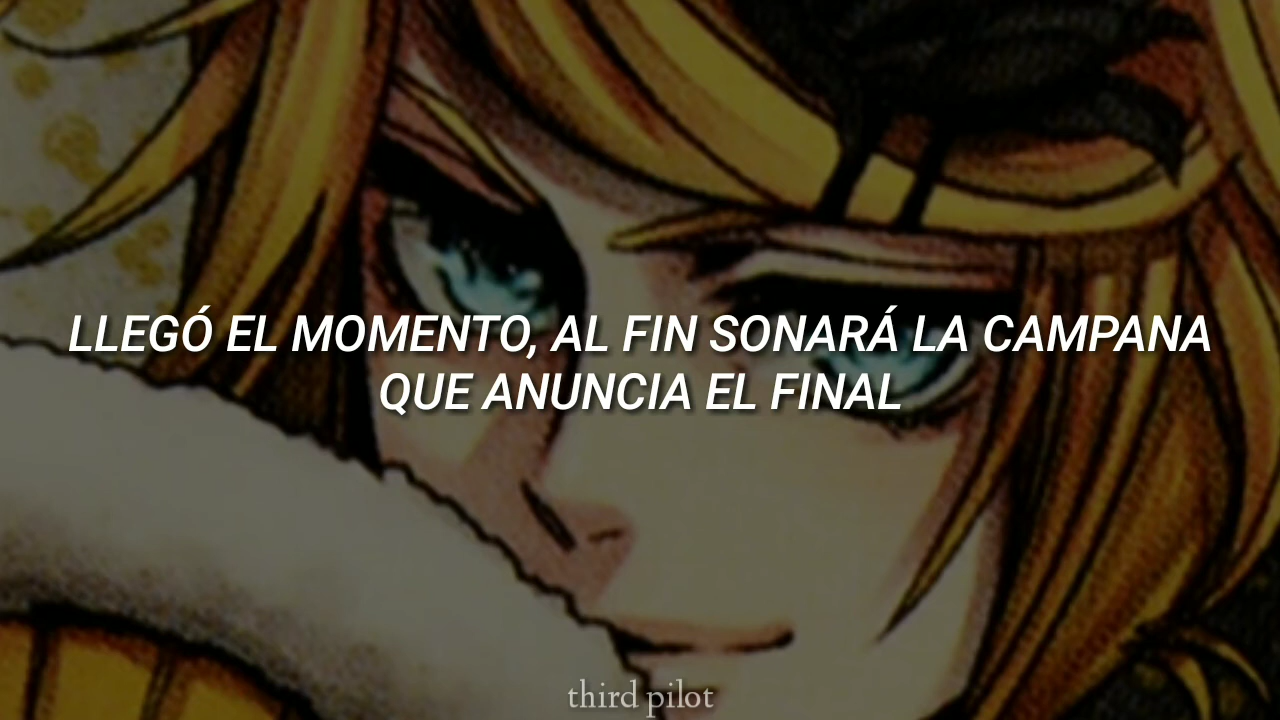 LLEGÓ EL MOMENTO, AL FIN SONARÁ LA CAMPANA
QUE ANUNCIA EL FINAL
third pilot